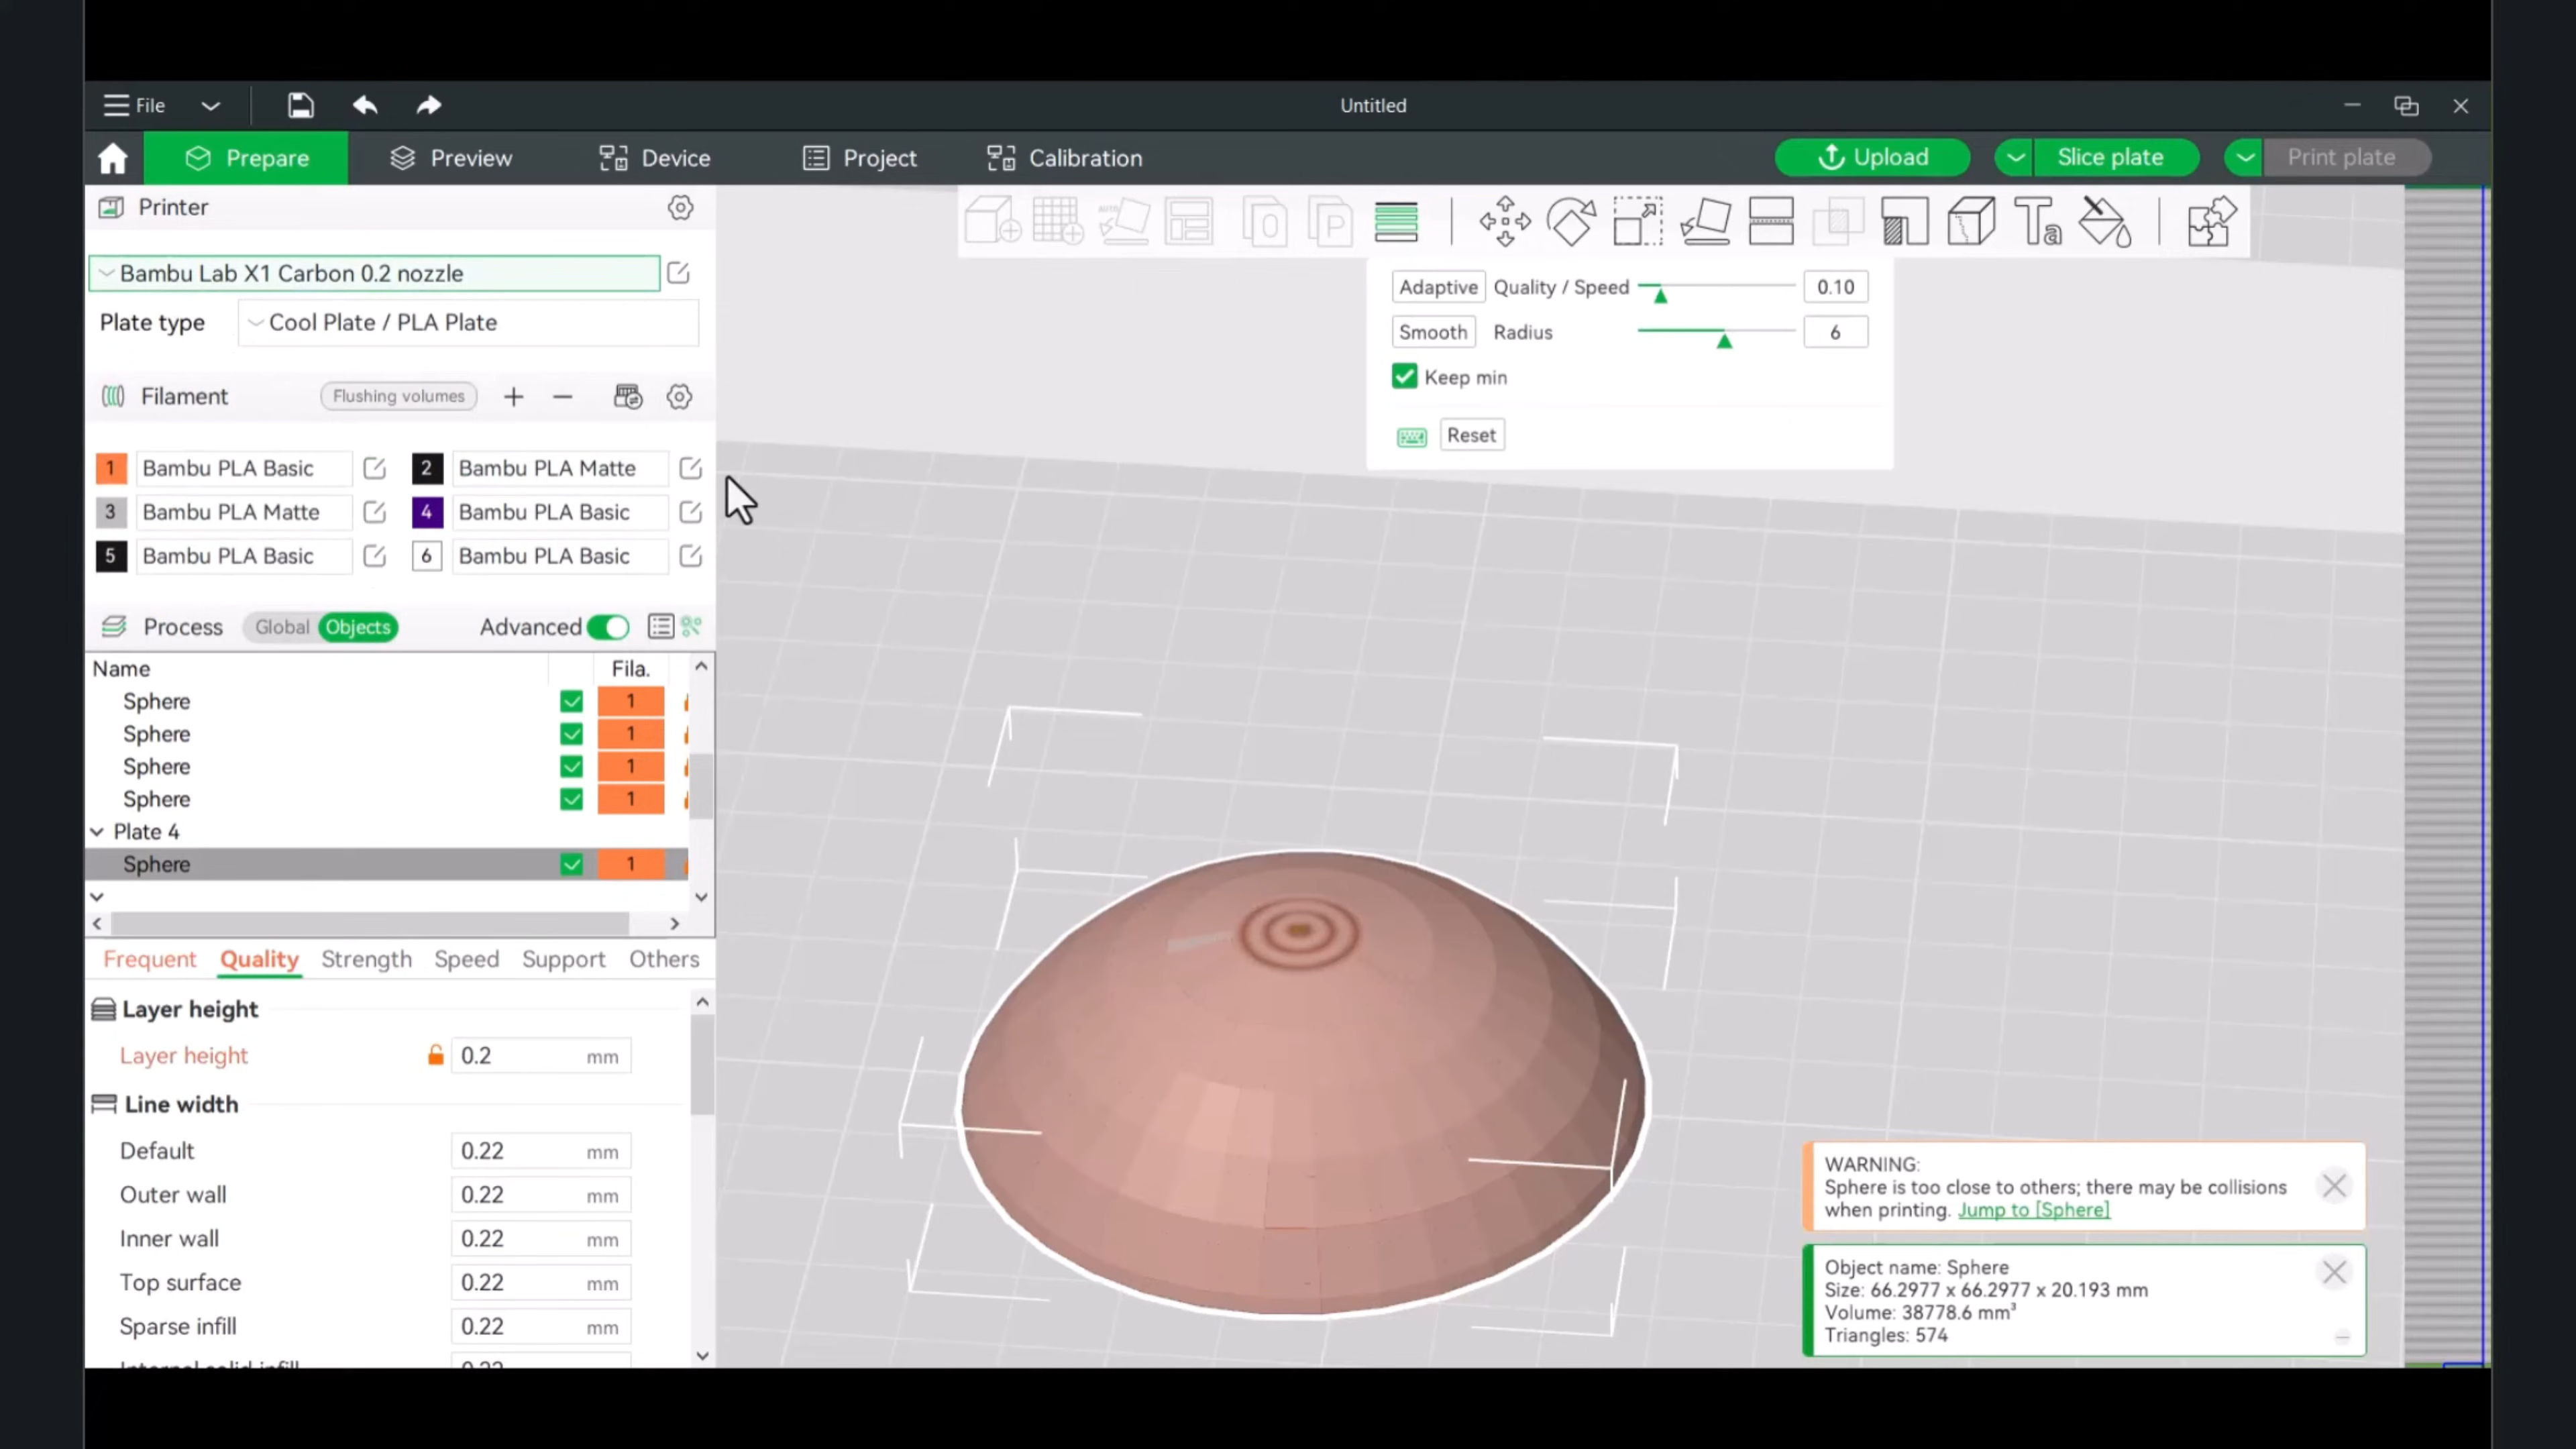 File
Untitled
Prepare
Preview
Device
Project
Calibration
Upload
Slice plate
Print plate
Printer
Bambu Lab X1 Carbon 0.2 nozzle
Plate type
Cool Plate / PLA Plate
Filament
Flushing volumes
1 Bambu PLA Basic
2 Bambu PLA Matte
3 Bambu PLA Matte
4 Bambu PLA Basic
5 Bambu PLA Basic
6 Bambu PLA Basic
Process Global Objects Advanced
Name Fila.
Sphere 1
Sphere 1
Sphere 1
Sphere 1
Plate 4
Sphere 1
Frequent Quality Strength Speed Support Others
Layer height
Layer height 0.2 mm
Line width
Default 0.22 mm
Outer wall 0.22 mm
Inner wall 0.22 mm
Top surface 0.22 mm
Sparse infill 0.22 mm
Adaptive Quality / Speed 0.10
Smooth Radius 6
Keep min
Reset
WARNING:
Sphere is too close to others; there may be collisions
when printing. Jump to [Sphere]
Object name: Sphere
Size: 66.2977 x 66.2977 x 20.193 mm
Volume: 38778.6 mm³
Triangles: 574